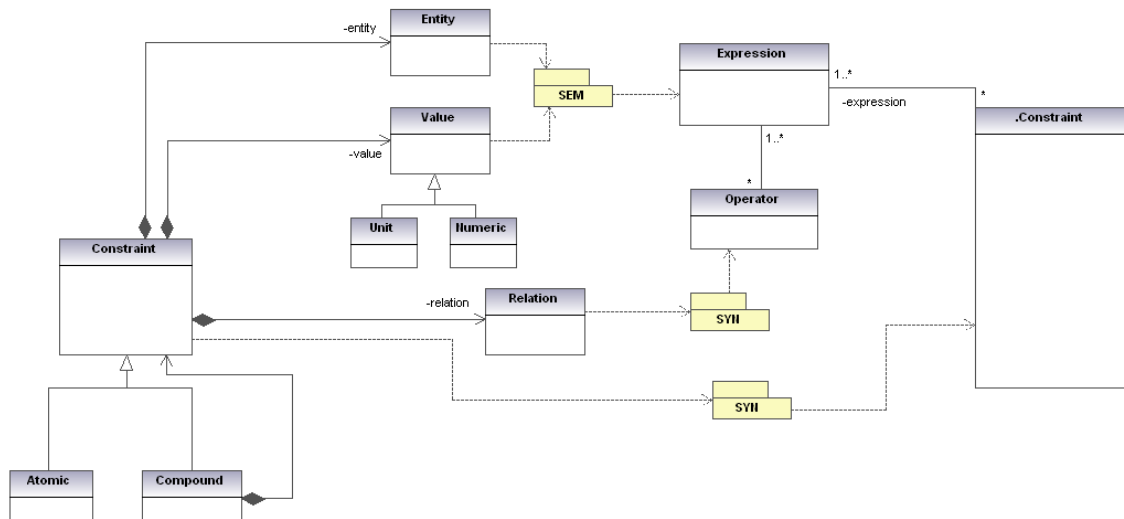 Entity
-entity
Expression
SEM
1..*
-expression
*
Value
.Constraint
-value
1..*
*
Operator
Unit
Numeric
Constraint
-relation
Relation
SYN
SYN
Atomic
Compound